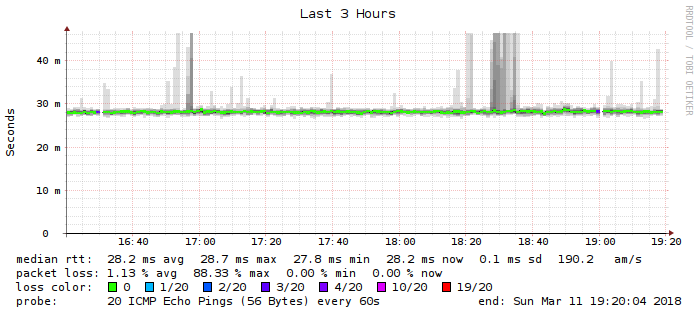 Last 3 Hours
RRDTOOL / TOBI OETIKER
Seconds
40 m
30 m
20 m
10 m
0
16:40 17:00 17:20 17:40 18:00 18:20 18:40 19:00 19:20
median rtt: 28.2 ms avg 28.7 ms max 27.8 ms min 28.2 ms now 0.1 ms sd 190.2 am/s
packet loss: 1.13 % avg 88.33 % max 0.00 % min 0.00 % now
loss color: 0 1/20 2/20 3/20 4/20 10/20 19/20
probe: 20 ICMP Echo Pings (56 Bytes) every 60s end: Sun Mar 11 19:20:04 2018